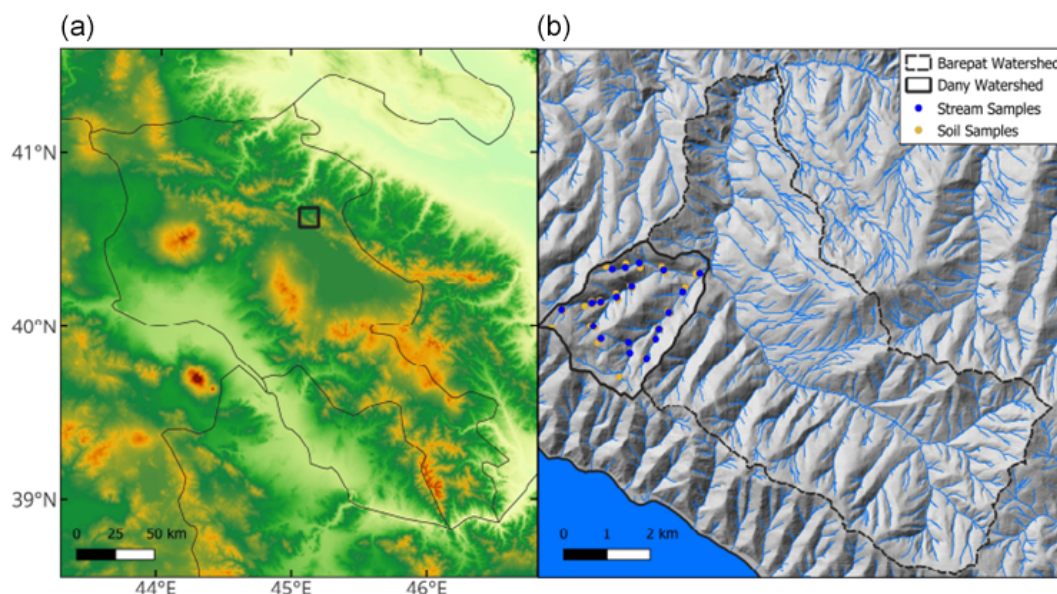 (a)
(b)
Barepat Watershed
Dany Watershed
Stream Samples
Soil Samples
41°N
40°N
39°N
0 25 50 km
0 1 2 km
44°E 45°E 46°E